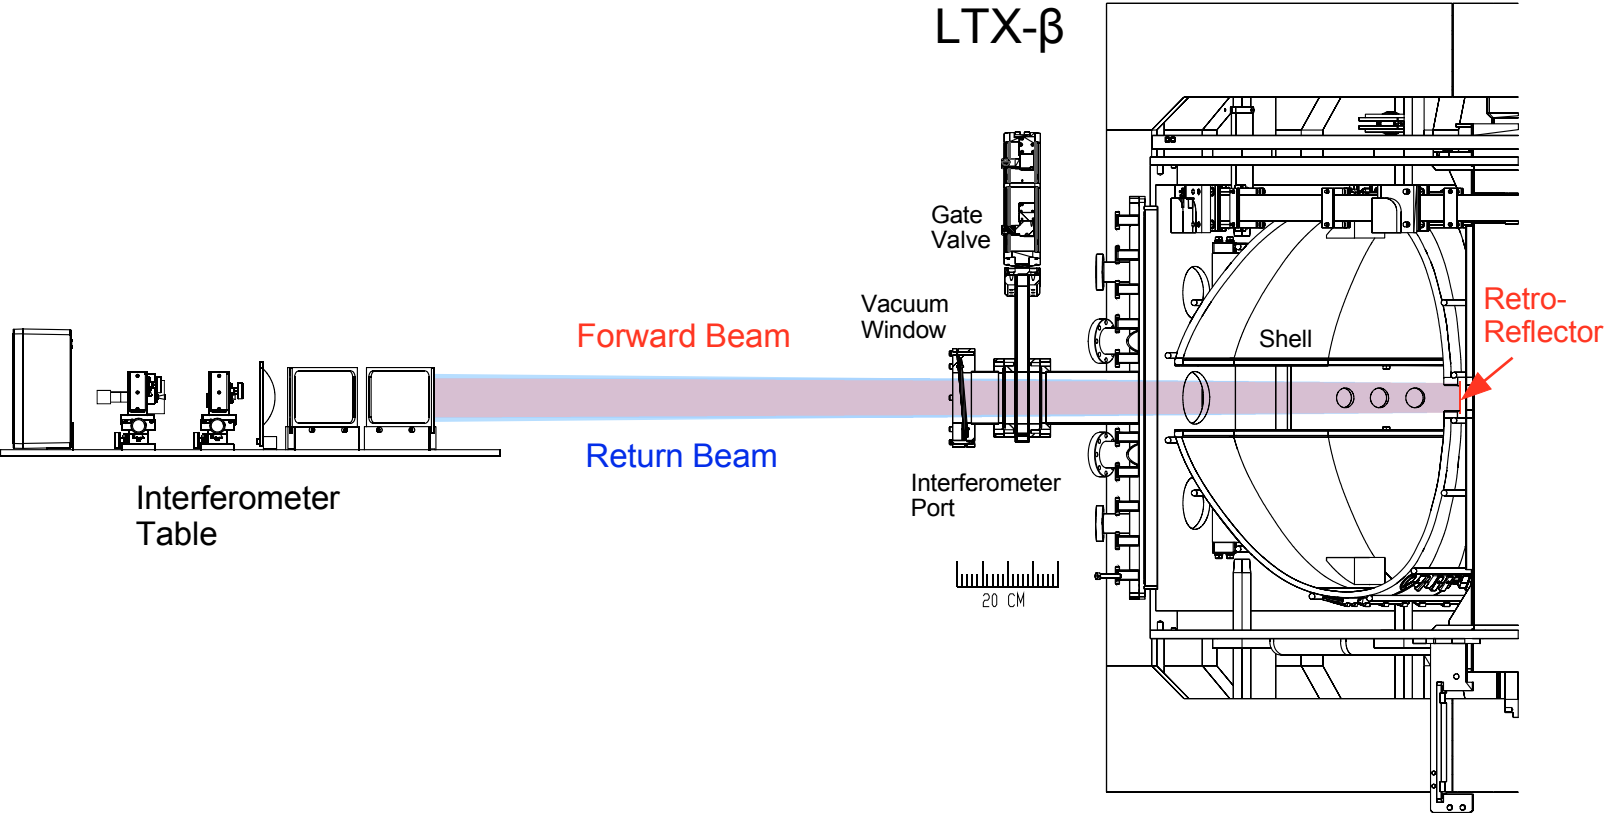 LTX-β
Gate
Valve
Vacuum
Window
Forward Beam
Return Beam
Shell
Retro-
Reflector
Interferometer
Port
Interferometer
Table
20 CM